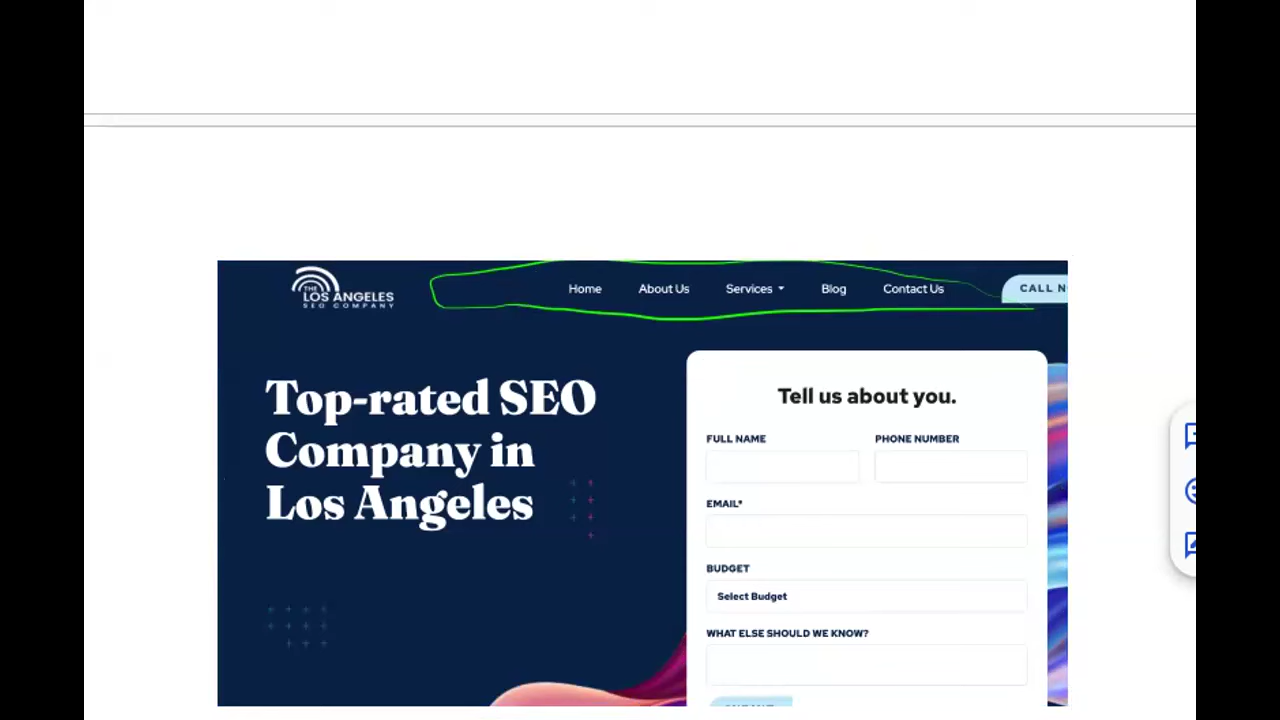 THE
LOS ANGELES
SEO COMPANY
Home About Us Services Blog Contact Us CALL N
Top-rated SEO
Company in
Los Angeles
Tell us about you.
FULL NAME PHONE NUMBER
EMAIL*
BUDGET
Select Budget
WHAT ELSE SHOULD WE KNOW?